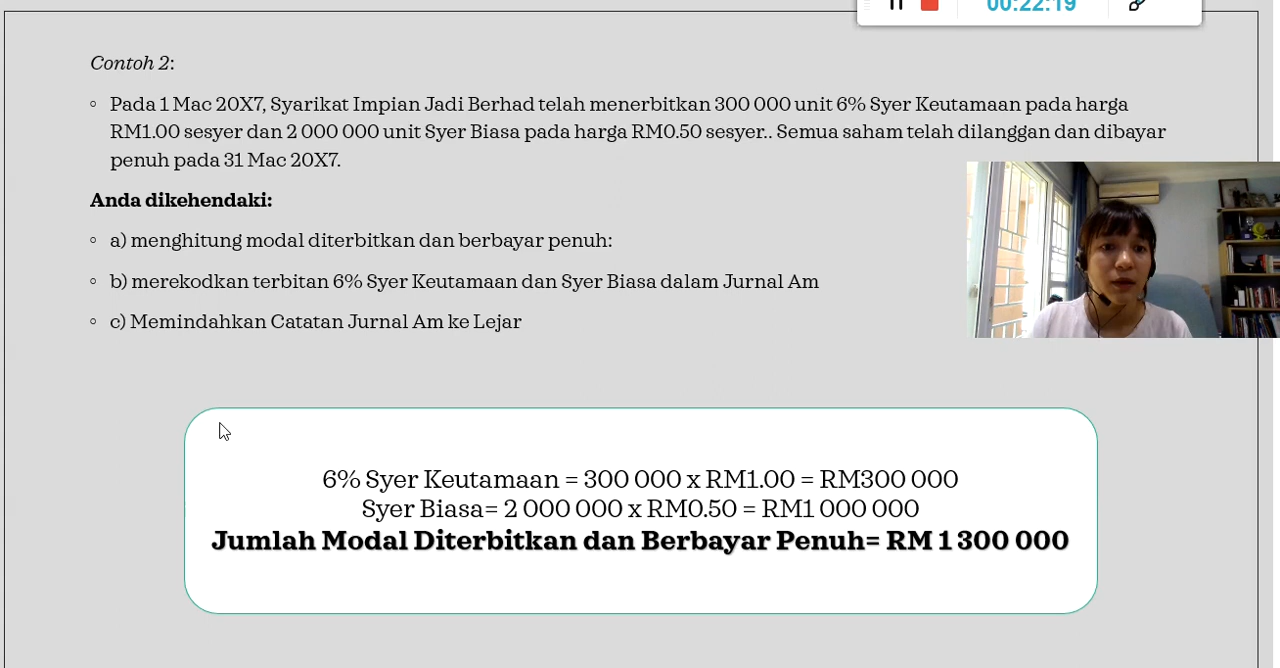 00:22:19
Contoh 2:
Pada 1 Mac 20X7, Syarikat Impian Jadi Berhad telah menerbitkan 300 000 unit 6% Syer Keutamaan pada harga
RM1.00 sesyer dan 2 000 000 unit Syer Biasa pada harga RM0.50 sesyer.. Semua saham telah dilanggan dan dibayar
penuh pada 31 Mac 20X7.
Anda dikehendaki:
a) menghitung modal diterbitkan dan berbayar penuh:
b) merekodkan terbitan 6% Syer Keutamaan dan Syer Biasa dalam Jurnal Am
c) Memindahkan Catatan Jurnal Am ke Lejar
6% Syer Keutamaan = 300 000 x RM1.00 = RM300 000
Syer Biasa= 2 000 000 x RM0.50 = RM1 000 000
Jumlah Modal Diterbitkan dan Berbayar Penuh= RM 1 300 000